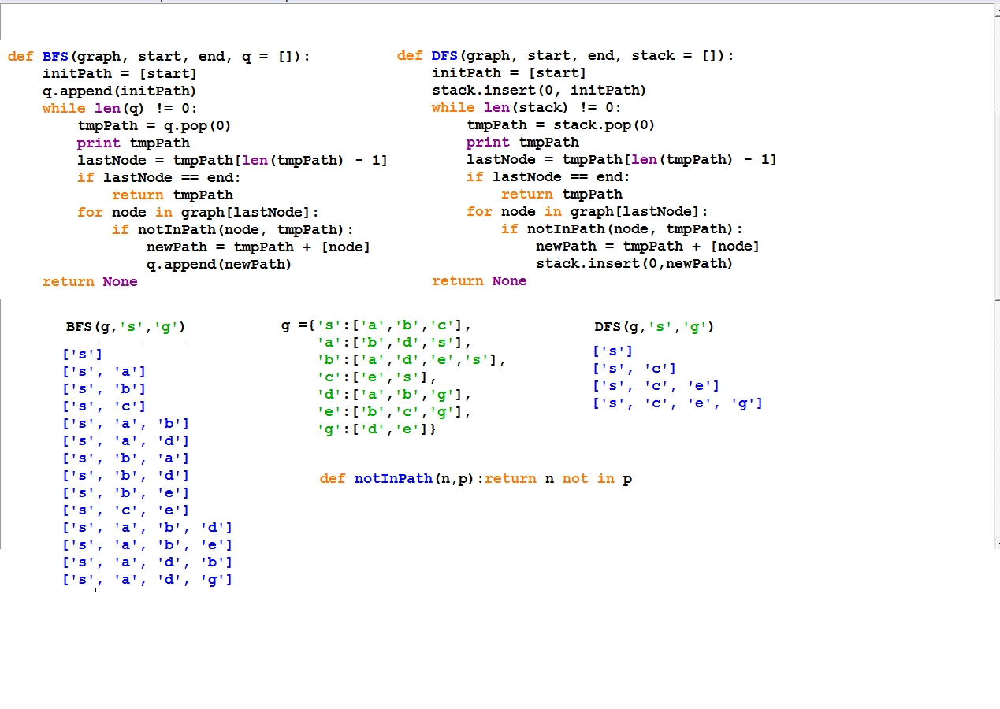 def BFS(graph, start, end, q = []):
    initPath = [start]
    q.append(initPath)
    while len(q) != 0:
        tmpPath = q.pop(0)
        print tmpPath
        lastNode = tmpPath[len(tmpPath) - 1]
        if lastNode == end:
            return tmpPath
        for node in graph[lastNode]:
            if notInPath(node, tmpPath):
                newPath = tmpPath + [node]
                q.append(newPath)
    return None
def DFS(graph, start, end, stack = []):
    initPath = [start]
    stack.insert(0, initPath)
    while len(stack) != 0:
        tmpPath = stack.pop(0)
        print tmpPath
        lastNode = tmpPath[len(tmpPath) - 1]
        if lastNode == end:
            return tmpPath
        for node in graph[lastNode]:
            if notInPath(node, tmpPath):
                newPath = tmpPath + [node]
                stack.insert(0,newPath)
    return None
BFS(g,'s','g')
['s']
['s', 'a']
['s', 'b']
['s', 'c']
['s', 'a', 'b']
['s', 'a', 'd']
['s', 'b', 'a']
['s', 'b', 'd']
['s', 'b', 'e']
['s', 'c', 'e']
['s', 'a', 'b', 'd']
['s', 'a', 'b', 'e']
['s', 'a', 'd', 'b']
['s', 'a', 'd', 'g']
g ={'s':['a','b','c'],
    'a':['b','d','s'],
    'b':['a','d','e','s'],
    'c':['e','s'],
    'd':['a','b','g'],
    'e':['b','c','g'],
    'g':['d','e']}
def notInPath(n,p):return n not in p
DFS(g,'s','g')
['s']
['s', 'c']
['s', 'c', 'e']
['s', 'c', 'e', 'g']